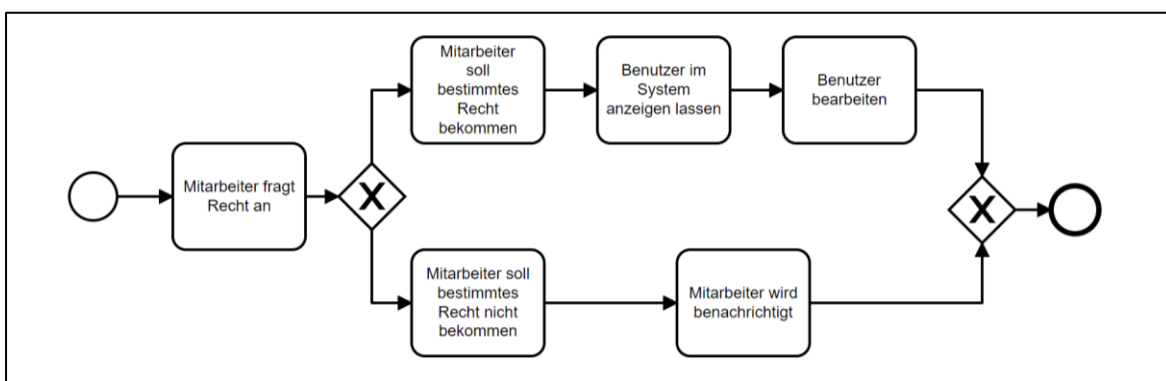 Mitarbeiter fragt
Recht an
Mitarbeiter
soll
bestimmtes
Recht
bekommen
Benutzer im
System
anzeigen lassen
Benutzer
bearbeiten
Mitarbeiter soll
bestimmtes
Recht nicht
bekommen
Mitarbeiter wird
benachrichtigt